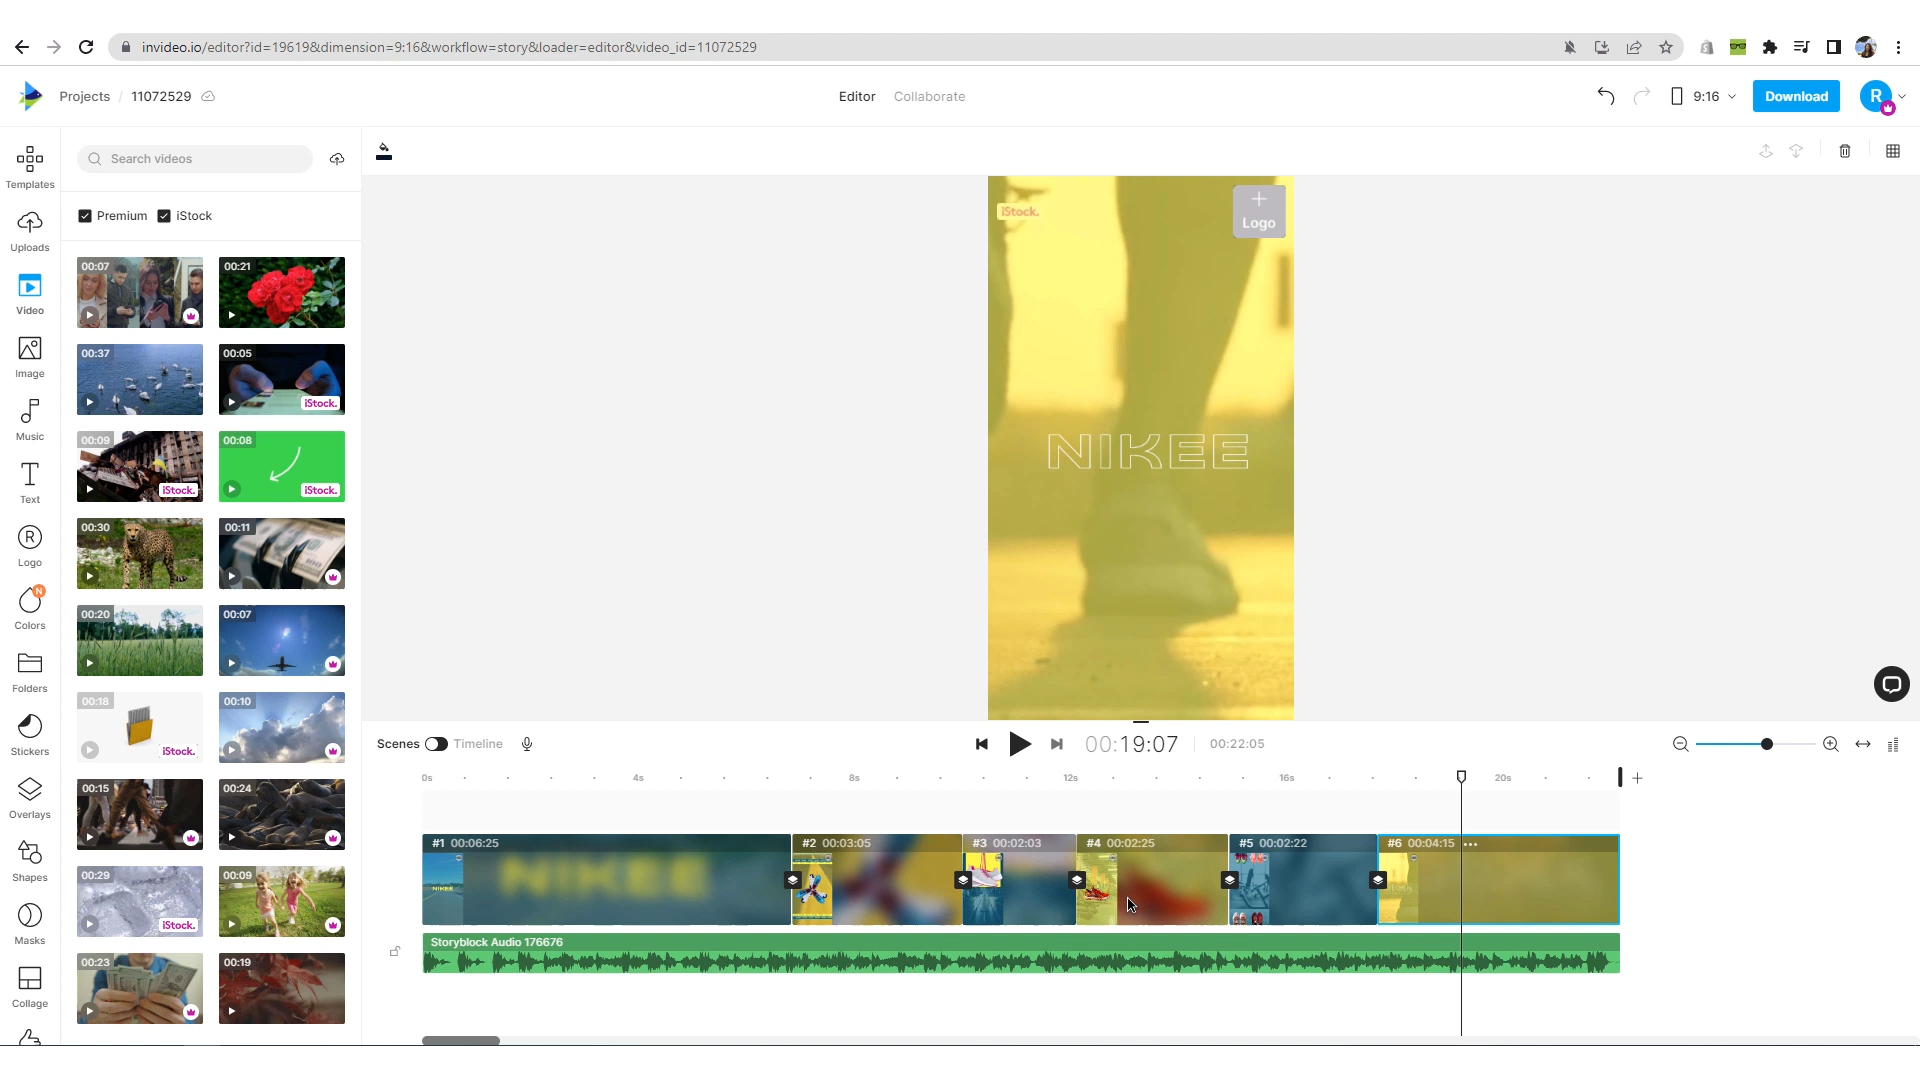 invideo.io/editor?id=19619&dimension=9:16&workflow=story&loader=editor&video_id=11072529
Projects / 11072529
Editor Collaborate
9:16
Download
R
Templates
Uploads
Video
Image
Music
Text
Logo
N
Colors
Folders
Stickers
Overlays
Shapes
Masks
Collage
Search videos
Premium iStock
00:07 00:21
00:37 00:05
iStock.
00:09 00:08
iStock. iStock.
00:30 00:11
00:20 00:07
00:18 00:10
iStock.
00:15 00:24
00:29 00:09
iStock.
00:23 00:19
iStock.
+
Logo
NIKEE
Scenes Timeline
00:19:07 00:22:05
0s 4s 8s 12s 16s 20s
#1 00:06:25 #2 00:03:05 #3 00:02:03 #4 00:02:25 #5 00:02:22 #6 00:04:15
NIKEE
NIKEE
Storyblock Audio 176676